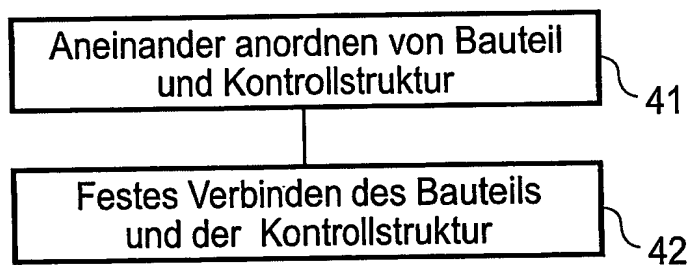 Aneinander anordnen von Bauteil
und Kontrollstruktur
41
Festes Verbinden des Bauteils
und der Kontrollstruktur
42